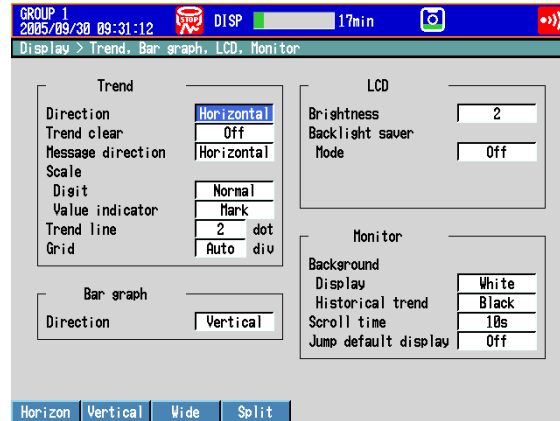 GROUP 1
2005/09/30 09:31:12
STOP
DISP
17min
Display > Trend, Bar graph, LCD, Monitor
Trend
Direction Horizontal
Trend clear Off
Message direction Horizontal
Scale
Digit Normal
Value indicator Mark
Trend line 2 dot
Grid Auto div
Bar graph
Direction Vertical
LCD
Brightness 2
Backlight saver
Mode Off
Monitor
Background
Display White
Historical trend Black
Scroll time 10s
Jump default display Off
Horizon Vertical Wide Split